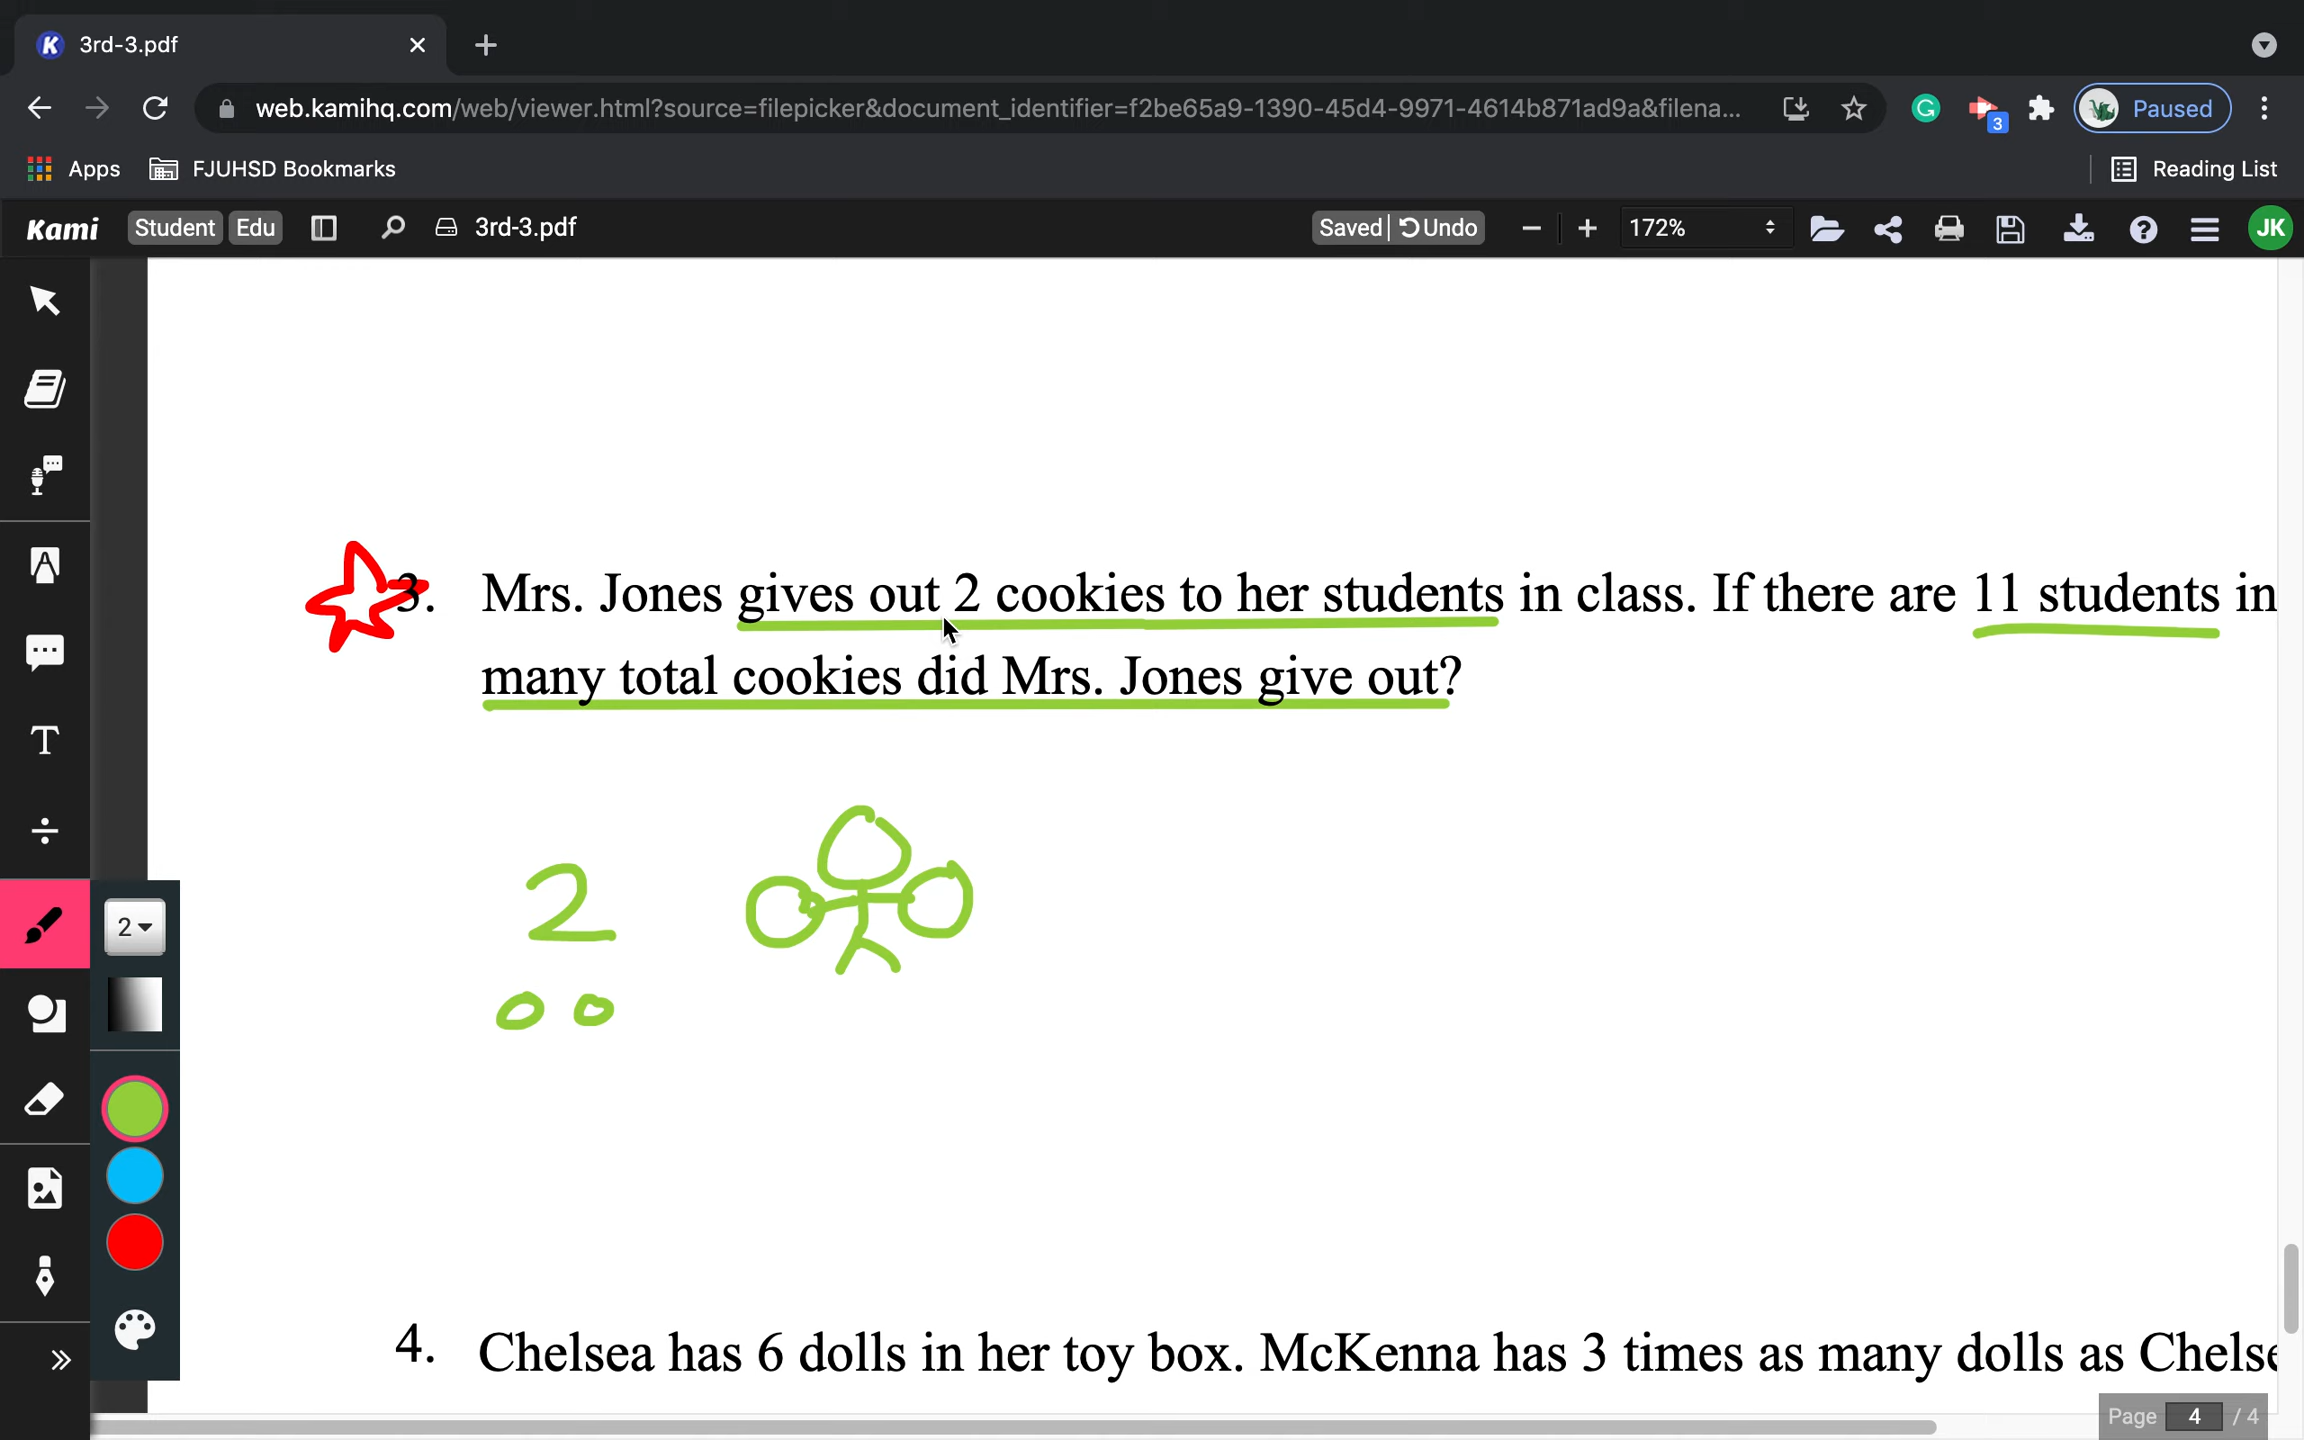 3rd-3.pdf
web.kamihq.com/web/viewer.html?source=filepicker&document_identifier=f2be65a9-1390-45d4-9971-4614b871ad9a&filena...
3
Paused
Apps
FJUHSD Bookmarks
Reading List
Kami
Student
Edu
3rd-3.pdf
Saved
Undo
172%
JK
3. Mrs. Jones gives out 2 cookies to her students in class. If there are 11 students in
many total cookies did Mrs. Jones give out?
2
2
4. Chelsea has 6 dolls in her toy box. McKenna has 3 times as many dolls as Chelse
Page 4 / 4